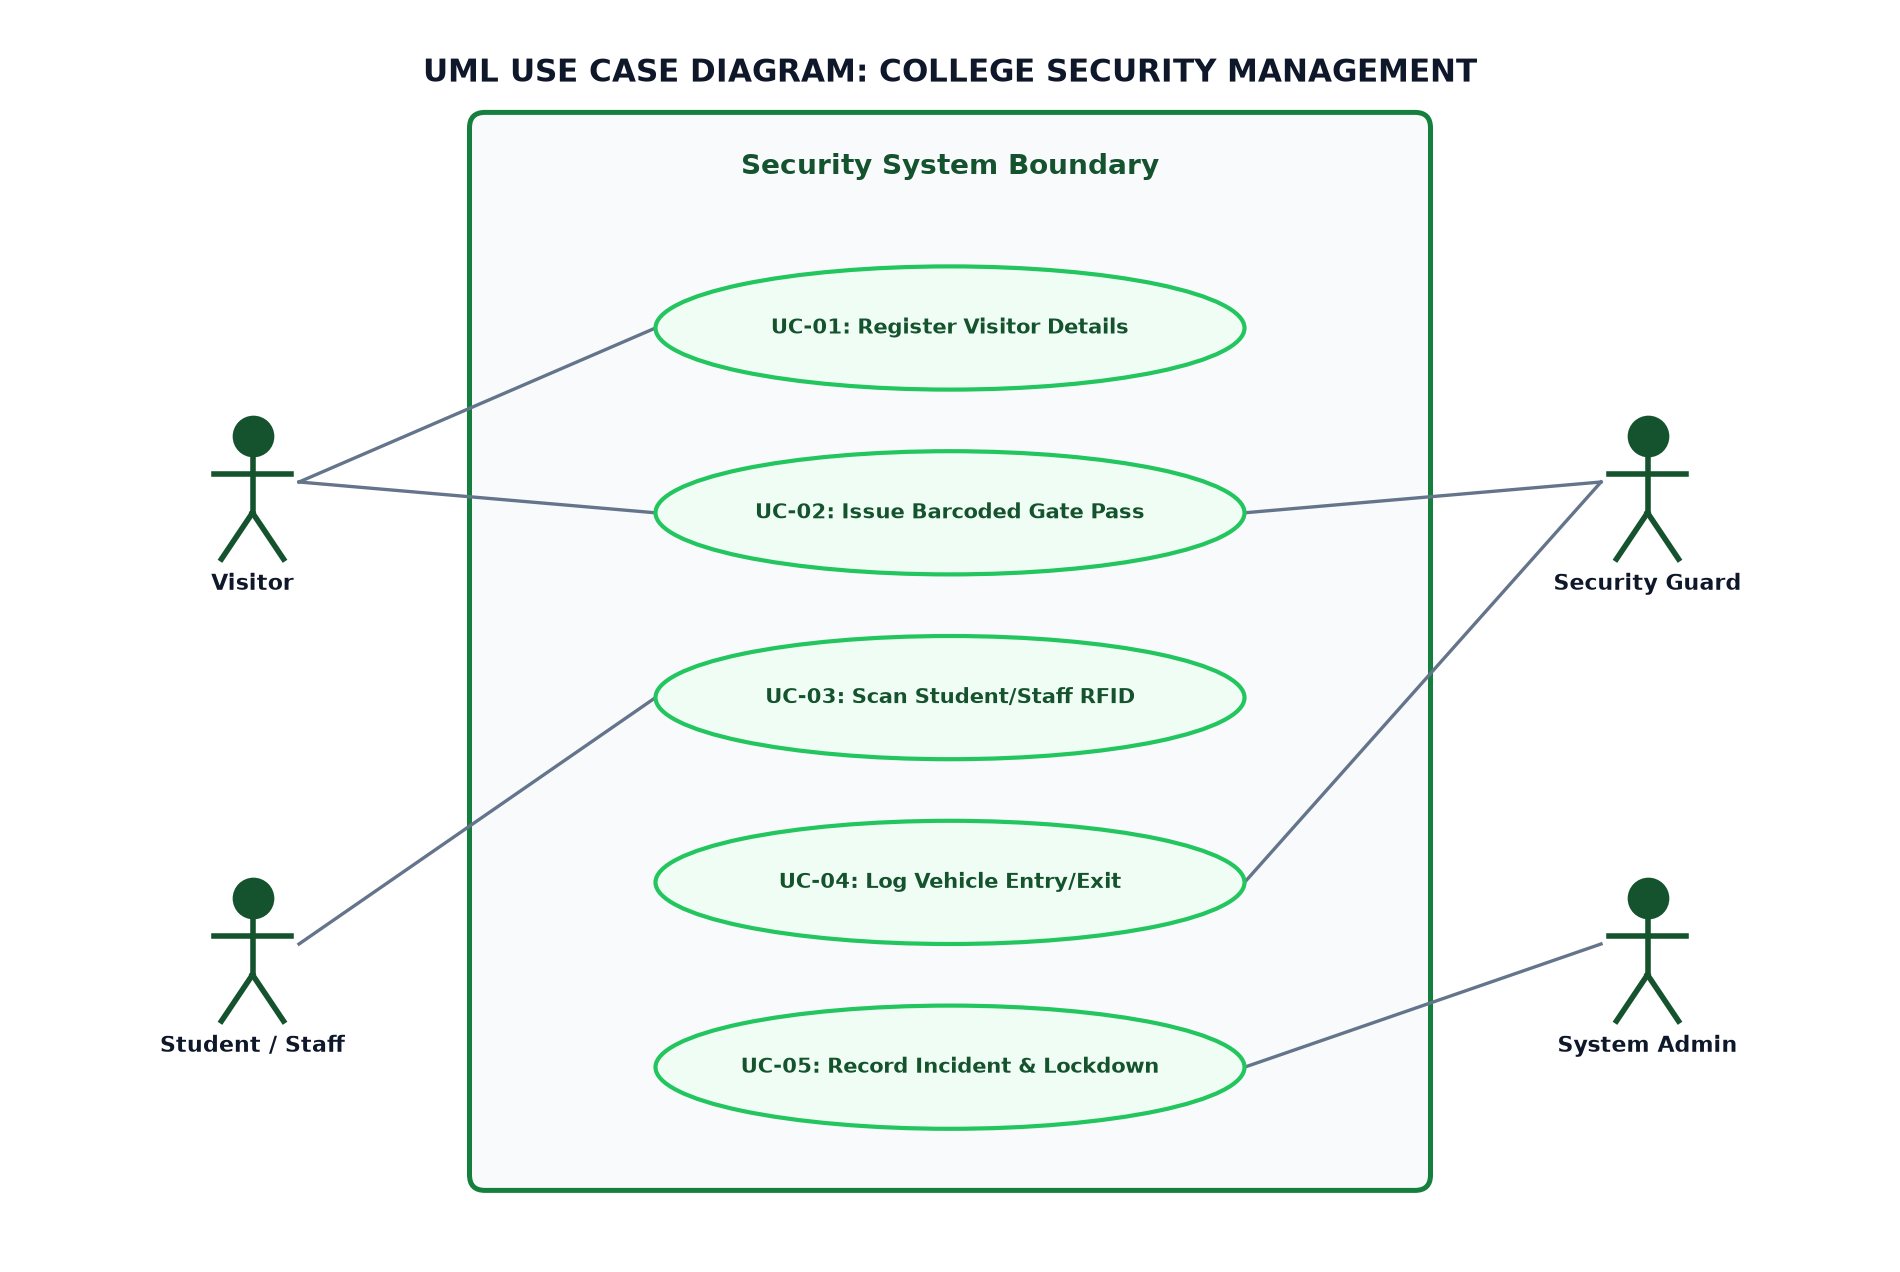 UML USE CASE DIAGRAM: COLLEGE SECURITY MANAGEMENT
Security System Boundary
UC-01: Register Visitor Details
UC-02: Issue Barcoded Gate Pass
Visitor
Security Guard
UC-03: Scan Student/Staff RFID
UC-04: Log Vehicle Entry/Exit
Student / Staff
System Admin
UC-05: Record Incident & Lockdown